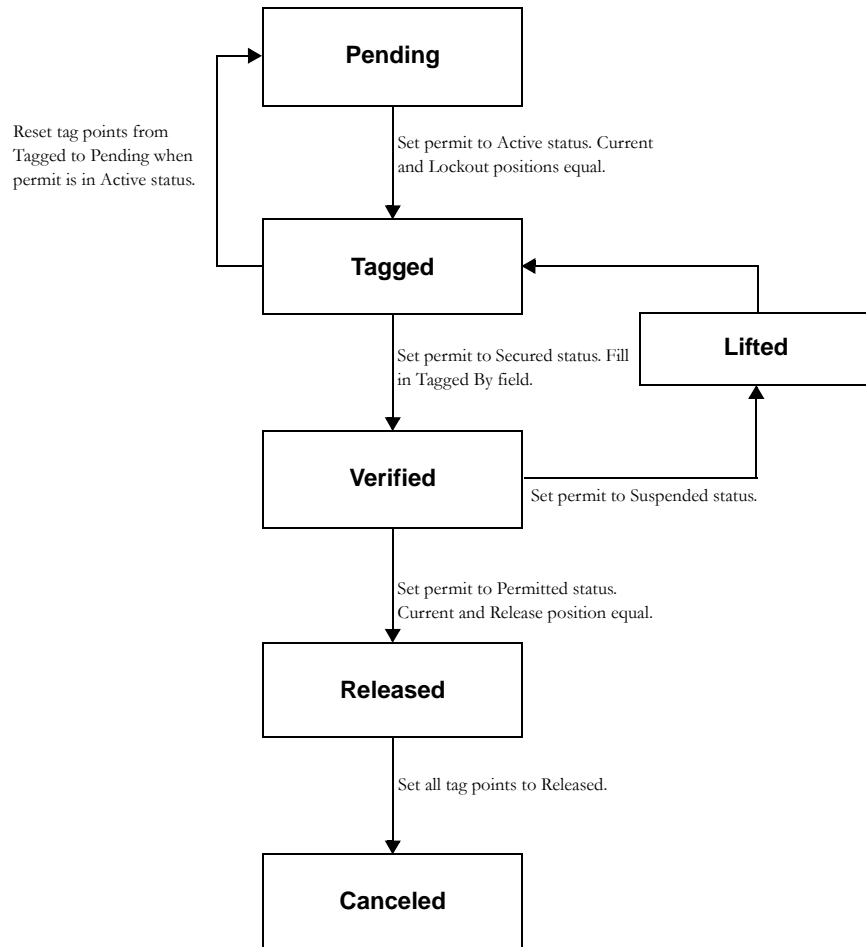 Pending
Reset tag points from
Tagged to Pending when
permit is in Active status.
Set permit to Active status. Current
and Lockout positions equal.
Tagged
Lifted
Set permit to Secured status. Fill
in Tagged By field.
Verified
Set permit to Suspended status.
Set permit to Permitted status.
Current and Release position equal.
Released
Set all tag points to Released.
Canceled